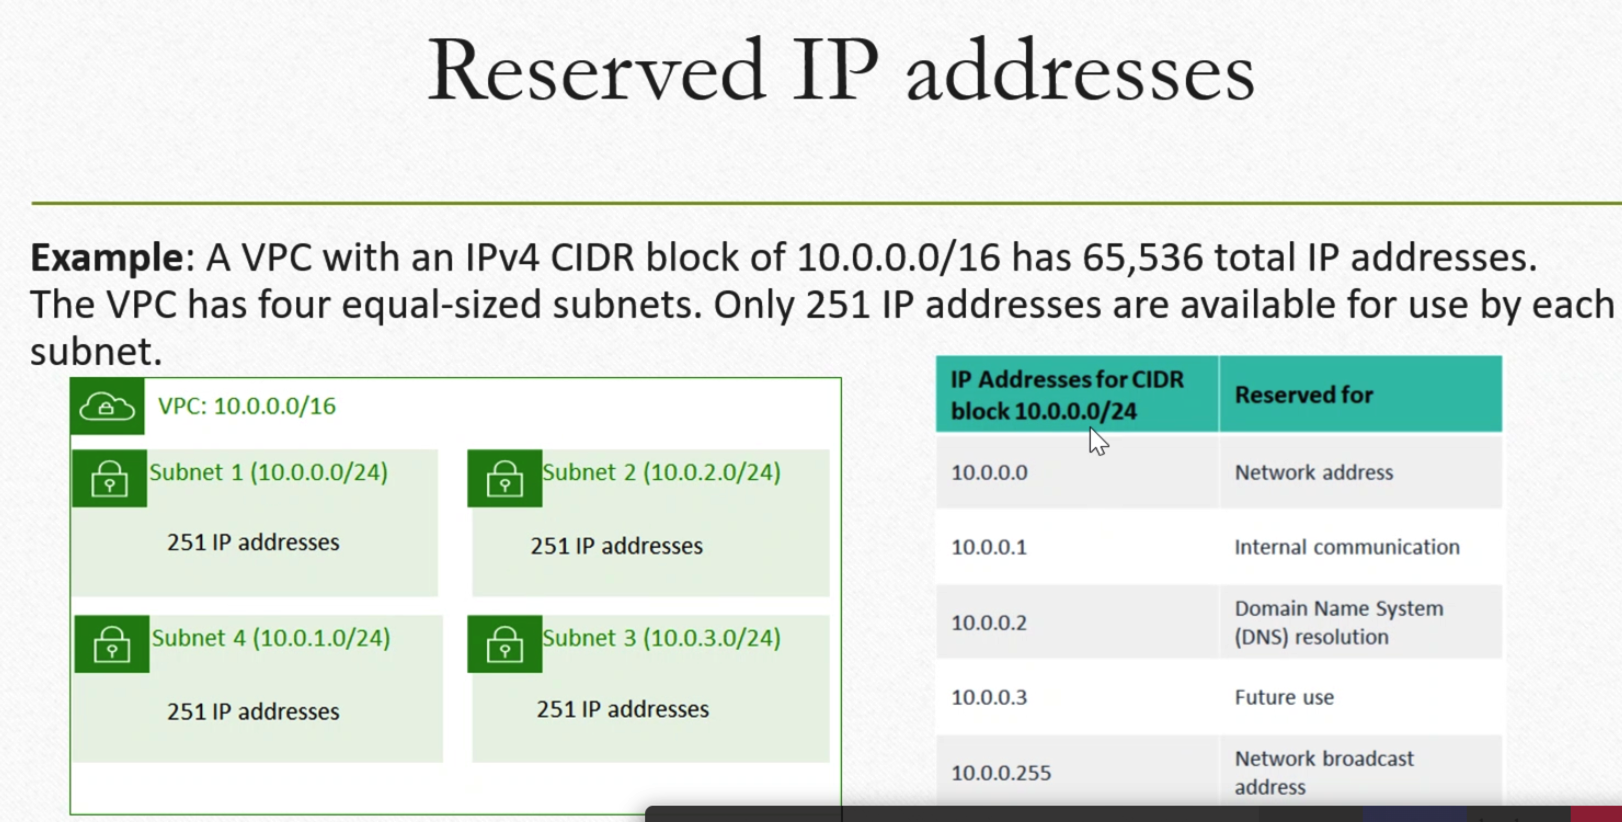 Reserved IP addresses
Example: A VPC with an IPv4 CIDR block of 10.0.0.0/16 has 65,536 total IP addresses.
The VPC has four equal-sized subnets. Only 251 IP addresses are available for use by each
subnet.
VPC: 10.0.0.0/16
Subnet 1 (10.0.0.0/24)
251 IP addresses
Subnet 2 (10.0.2.0/24)
251 IP addresses
Subnet 4 (10.0.1.0/24)
251 IP addresses
Subnet 3 (10.0.3.0/24)
251 IP addresses
IP Addresses for CIDR
block 10.0.0.0/24
Reserved for
10.0.0.0
Network address
10.0.0.1
Internal communication
10.0.0.2
Domain Name System
(DNS) resolution
10.0.0.3
Future use
10.0.0.255
Network broadcast
address